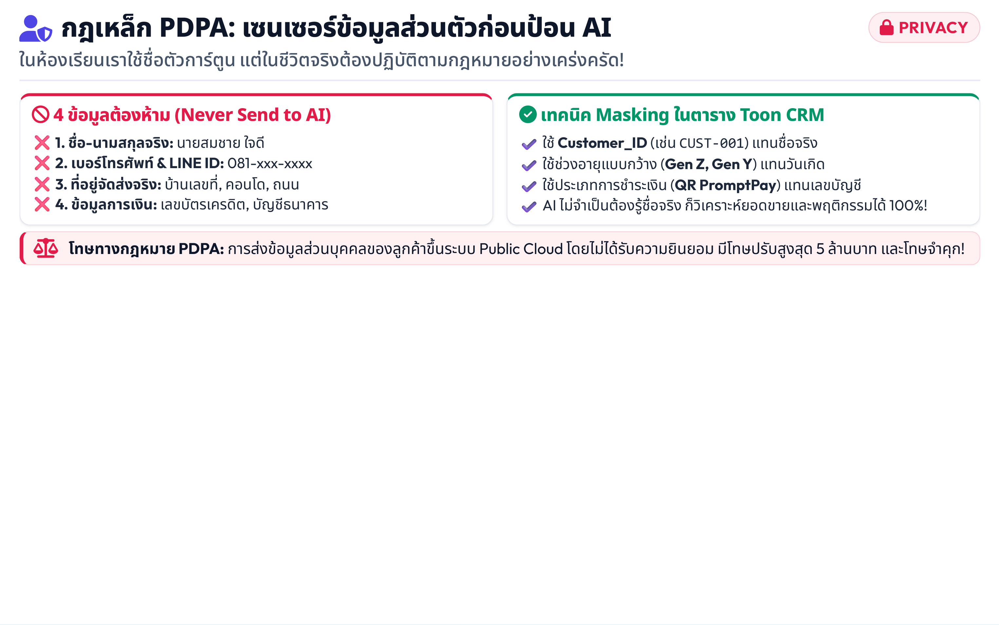 กฎเหล็ก PDPA: เซนเซอร์ข้อมูลส่วนตัวก่อนป้อน AI
PRIVACY
ในห้องเรียนเราใช้ชื่อตัวการ์ตูน แต่ในชีวิตจริงต้องปฏิบัติตามกฎหมายอย่างเคร่งครัด!
4 ข้อมูลต้องห้าม (Never Send to AI)
1. ชื่อ-นามสกุลจริง: นายสมชาย ใจดี
2. เบอร์โทรศัพท์ & LINE ID: 081-xxx-xxxx
3. ที่อยู่จัดส่งจริง: บ้านเลขที่, คอนโด, ถนน
4. ข้อมูลการเงิน: เลขบัตรเครดิต, บัญชีธนาคาร
เทคนิค Masking ในตาราง Toon CRM
ใช้ Customer_ID (เช่น CUST-001) แทนชื่อจริง
ใช้ช่วงอายุแบบกว้าง (Gen Z, Gen Y) แทนวันเกิด
ใช้ประเภทการชำระเงิน (QR PromptPay) แทนเลขบัญชี
AI ไม่จำเป็นต้องรู้ชื่อจริง ก็วิเคราะห์ยอดขายและพฤติกรรมได้ 100%!
โทษทางกฎหมาย PDPA: การส่งข้อมูลส่วนบุคคลของลูกค้าขึ้นระบบ Public Cloud โดยไม่ได้รับความยินยอม มีโทษปรับสูงสุด 5 ล้านบาท และโทษจำคุก!